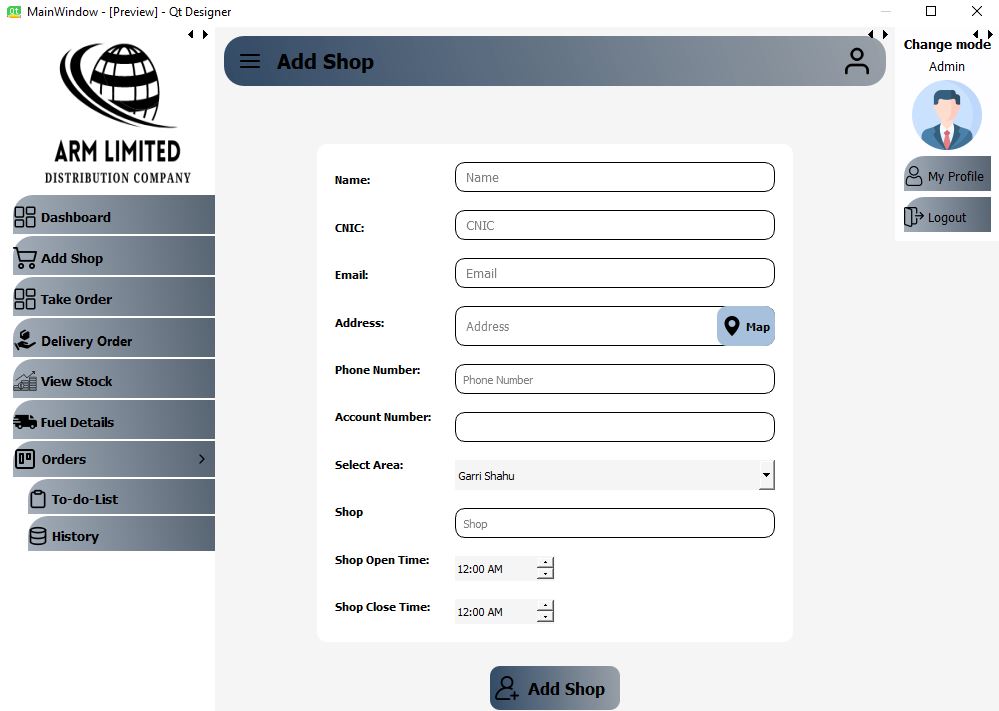 MainWindow - [Preview] - Qt Designer
ARM LIMITED
DISTRIBUTION COMPANY
Dashboard
Add Shop
Take Order
Delivery Order
View Stock
Fuel Details
Orders
To-do-List
History
Add Shop
Name:
Name
CNIC:
CNIC
Email:
Email
Address:
Address
Map
Phone Number:
Phone Number
Account Number:
Select Area:
Garri Shahu
Shop
Shop
Shop Open Time:
12:00 AM
Shop Close Time:
12:00 AM
Add Shop
Change mode
Admin
My Profile
Logout